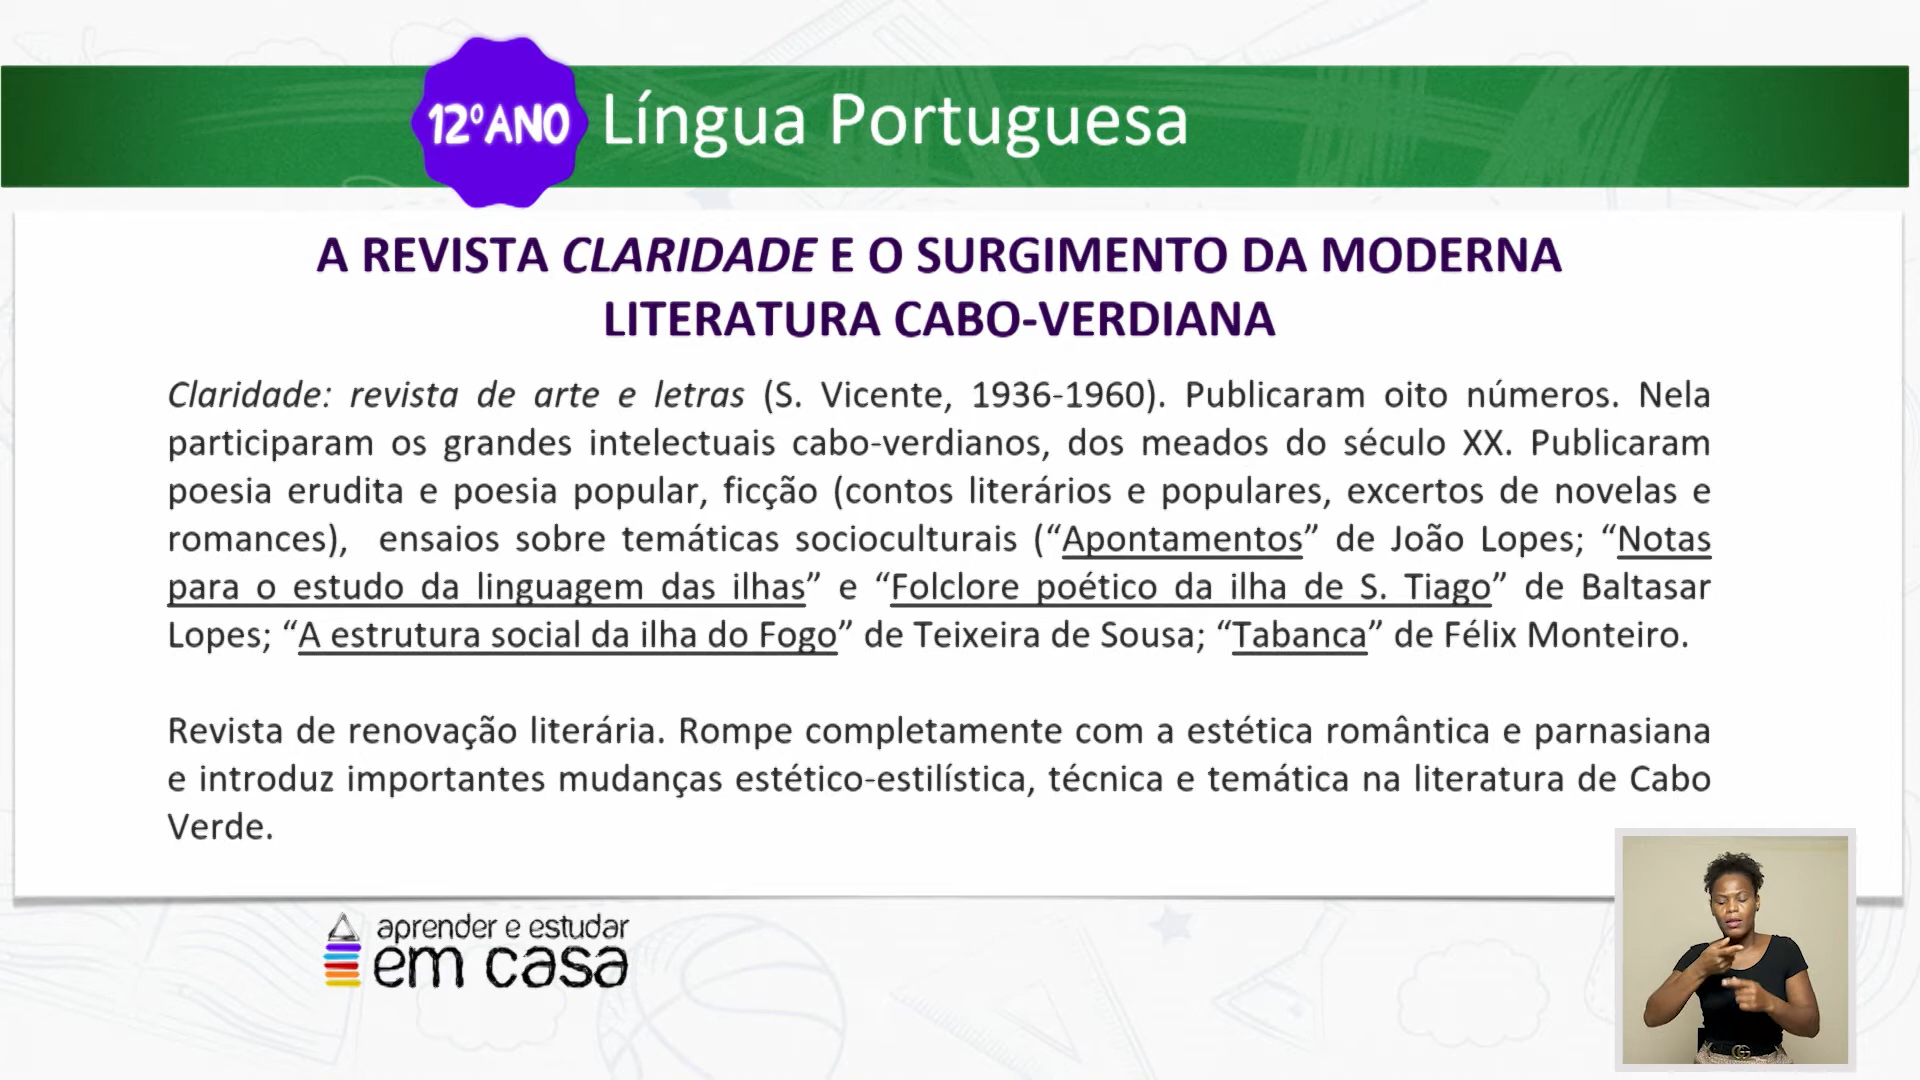 12ºANO Língua Portuguesa
A REVISTA CLARIDADE E O SURGIMENTO DA MODERNA
LITERATURA CABO-VERDIANA
Claridade: revista de arte e letras (S. Vicente, 1936-1960). Publicaram oito números. Nela
participaram os grandes intelectuais cabo-verdianos, dos meados do século XX. Publicaram
poesia erudita e poesia popular, ficção (contos literários e populares, excertos de novelas e
romances), ensaios sobre temáticas socioculturais (“Apontamentos” de João Lopes; “Notas
para o estudo da linguagem das ilhas” e “Folclore poético da ilha de S. Tiago” de Baltasar
Lopes; “A estrutura social da ilha do Fogo” de Teixeira de Sousa; “Tabanca” de Félix Monteiro.
Revista de renovação literária. Rompe completamente com a estética romântica e parnasiana
e introduz importantes mudanças estético-estilística, técnica e temática na literatura de Cabo
Verde.
aprender e estudar
em casa